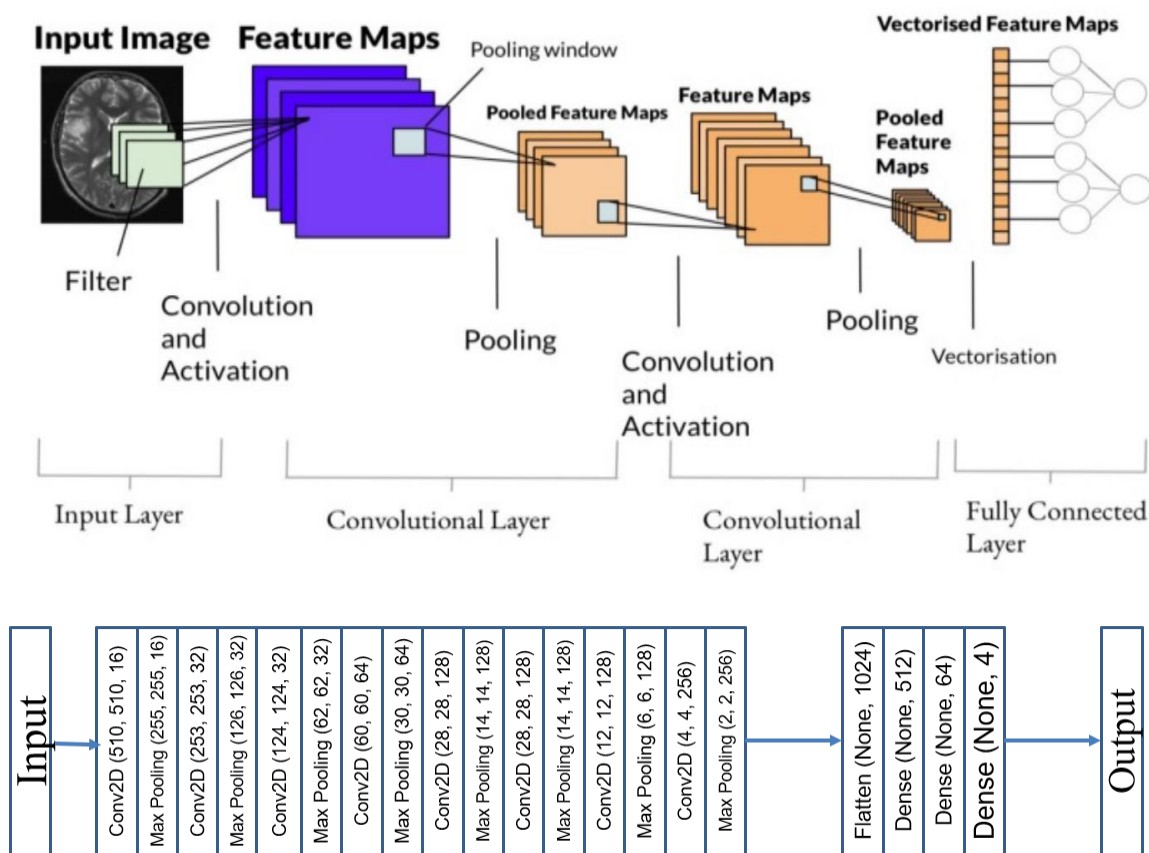 Input Image
Feature Maps
Pooling window
Pooled Feature Maps
Feature Maps
Vectorised Feature Maps
Pooled
Feature
Maps
Filter
Convolution
and
Activation
Pooling
Convolution
and
Activation
Pooling
Vectorisation
Input Layer
Convolutional Layer
Convolutional
Layer
Fully Connected
Layer
Input
Conv2D (510, 510, 16)
Max Pooling (255, 255, 16)
Conv2D (253, 253, 32)
Max Pooling (126, 126, 32)
Conv2D (124, 124, 32)
Max Pooling (62, 62, 32)
Conv2D (60, 60, 64)
Max Pooling (30, 30, 64)
Conv2D (28, 28, 128)
Max Pooling (14, 14, 128)
Conv2D (28, 28, 128)
Max Pooling (14, 14, 128)
Conv2D (12, 12, 128)
Max Pooling (6, 6, 128)
Conv2D (4, 4, 256)
Max Pooling (2, 2, 256)
Flatten (None, 1024)
Dense (None, 512)
Dense (None, 64)
Dense (None, 4)
Output